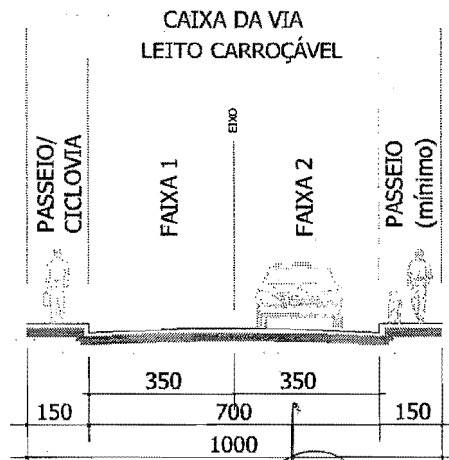 CAIXA DA VIA
LEITO CARROÇÁVEL
PASSEIO/
CICLOVIA
FAIXA 1
EIXO
FAIXA 2
PASSEIO
(mínimo)
350 350
150 700 150
1000